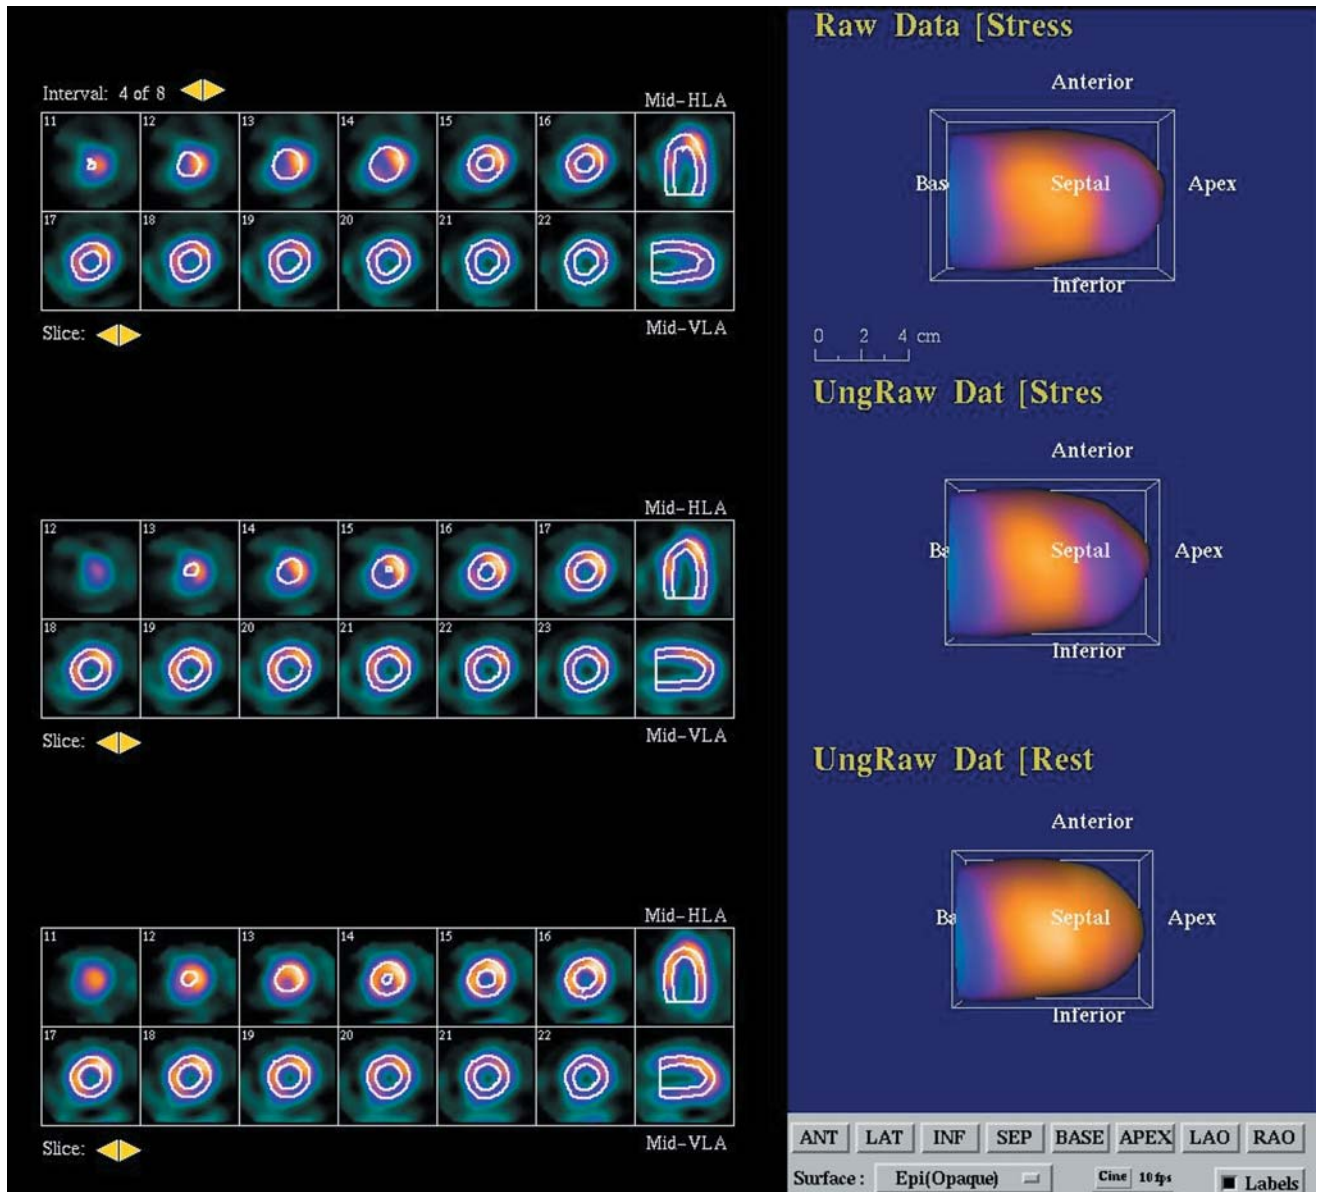 Raw Data [Stress
Interval: 4 of 8
Mid-HLA
11 12 13 14 15 16
17 18 19 20 21 22
Slice:
Mid-VLA
Anterior
Bas Septal Apex
Inferior
0 2 4 cm
UngRaw Dat [Stres
Mid-HLA
12 13 14 15 16 17
18 19 20 21 22 23
Slice:
Mid-VLA
Anterior
Ba Septal Apex
Inferior
UngRaw Dat [Rest
Mid-HLA
11 12 13 14 15 16
17 18 19 20 21 22
Slice:
Mid-VLA
Anterior
Ba Septal Apex
Inferior
ANT LAT INF SEP BASE APEX LAO RAO
Surface: Epi(Opaque) Cine 10 fps Labels